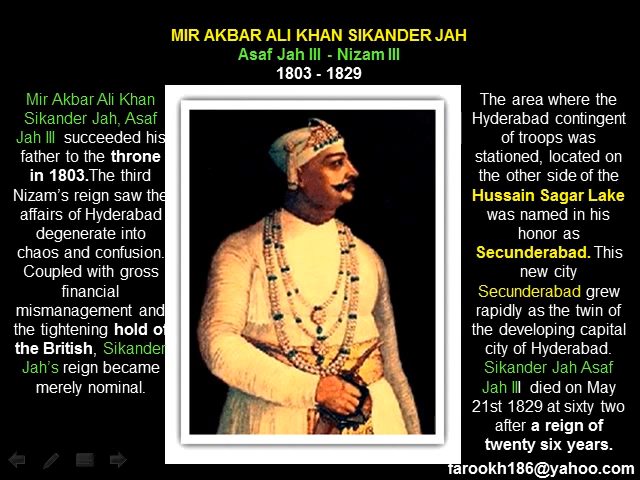 MIR AKBAR ALI KHAN SIKANDER JAH
Asaf Jah III - Nizam III
1803 - 1829
Mir Akbar Ali Khan
Sikander Jah, Asaf
Jah III succeeded his
father to the throne
in 1803.The third
Nizam's reign saw the
affairs of Hyderabad
degenerate into
chaos and confusion.
Coupled with gross
financial
mismanagement and
the tightening hold of
the British, Sikander
Jah's reign became
merely nominal.
The area where the
Hyderabad contingent
of troops was
stationed, located on
the other side of the
Hussain Sagar Lake
was named in his
honor as
Secunderabad. This
new city
Secunderabad grew
rapidly as the twin of
the developing capital
city of Hyderabad.
Sikander Jah Asaf
Jah III died on May
21st 1829 at sixty two
after a reign of
twenty six years.
farookh186@yahoo.com